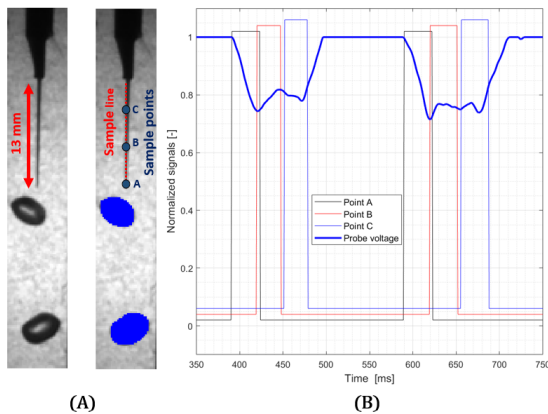 13 mm
Sample line
Sample points
C
B
A
Normalized signals [-]
1
0.8
0.6
0.4
0.2
0
Point A
Point B
Point C
Probe voltage
350 400 450 500 550 600 650 700 750
Time [ms]
(A) (B)